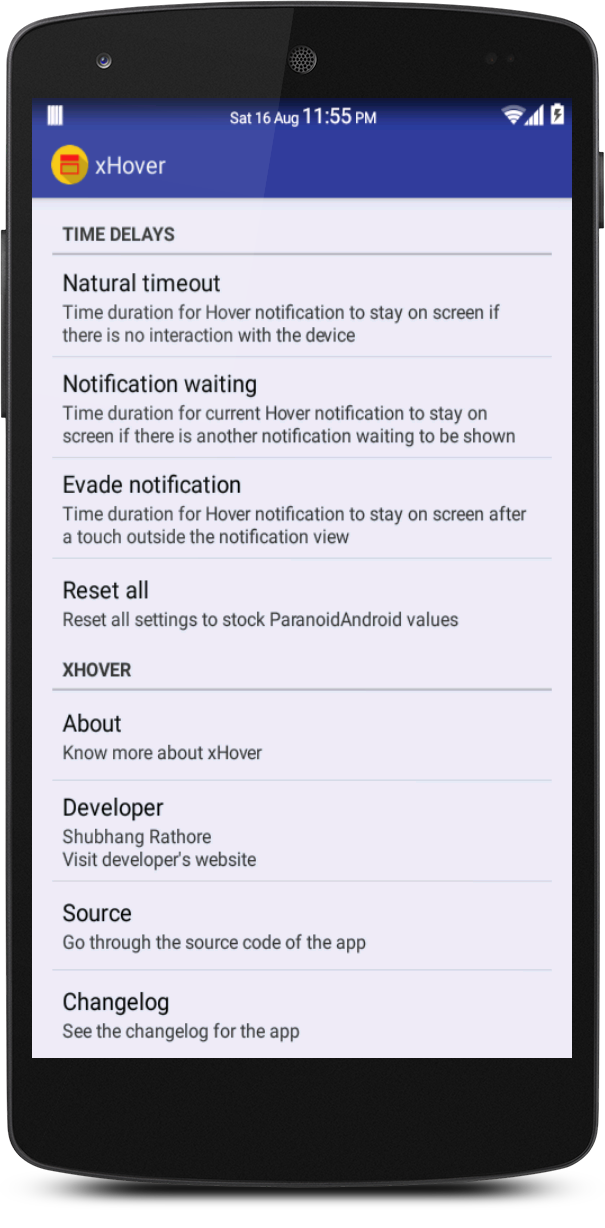 Sat 16 Aug 11:55 PM
xHover
TIME DELAYS
Natural timeout
Time duration for Hover notification to stay on screen if
there is no interaction with the device
Notification waiting
Time duration for current Hover notification to stay on
screen if there is another notification waiting to be shown
Evade notification
Time duration for Hover notification to stay on screen after
a touch outside the notification view
Reset all
Reset all settings to stock ParanoidAndroid values
XHOVER
About
Know more about xHover
Developer
Shubhang Rathore
Visit developer's website
Source
Go through the source code of the app
Changelog
See the changelog for the app